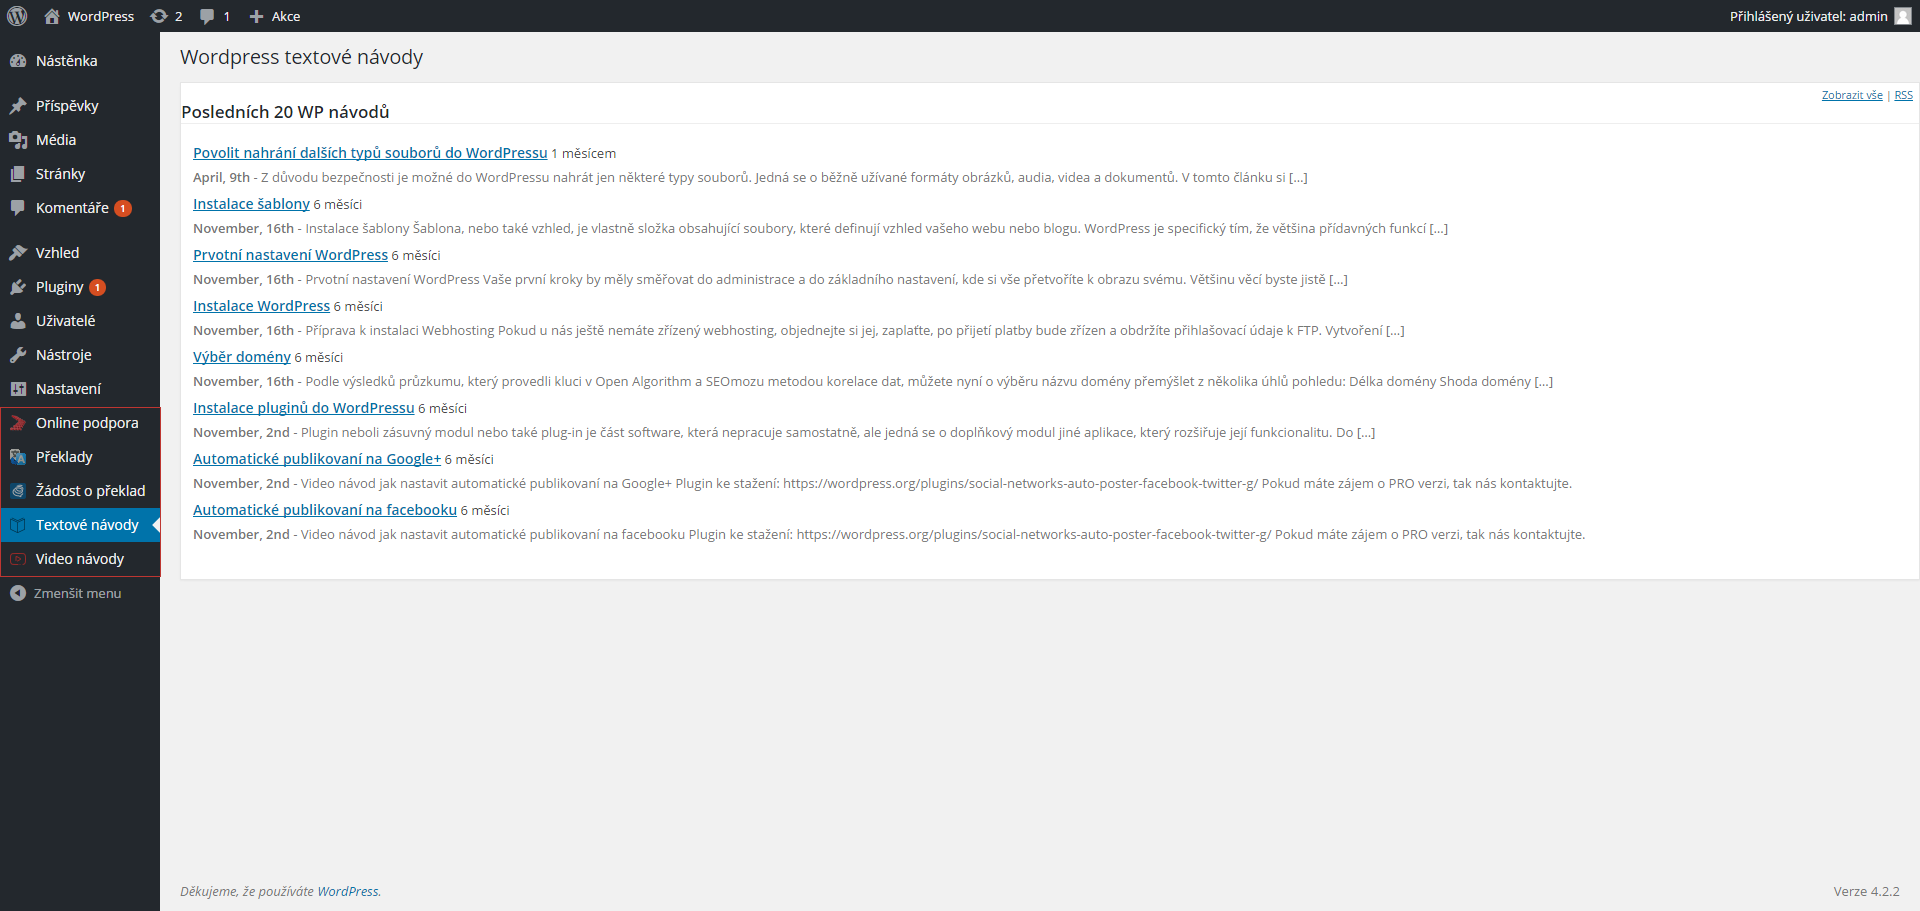 WordPress 2 1 Akce Přihlášený uživatel: admin
Nástěnka
Příspěvky
Média
Stránky
Komentáře 1
Vzhled
Pluginy 1
Uživatelé
Nástroje
Nastavení
Online podpora
Překlady
Žádost o překlad
Textové návody
Video návody
Zmenšit menu
Wordpress textové návody
Zobrazit vše | RSS
Posledních 20 WP návodů
Povolit nahrání dalších typů souborů do WordPressu 1 měsícem
April, 9th - Z důvodu bezpečnosti je možné do WordPressu nahrát jen některé typy souborů. Jedná se o běžně užívané formáty obrázků, audia, videa a dokumentů. V tomto článku si [...]
Instalace šablony 6 měsíci
November, 16th - Instalace šablony Šablona, nebo také vzhled, je vlastně složka obsahující soubory, které definují vzhled vašeho webu nebo blogu. WordPress je specifický tím, že většina přídavných funkcí [...]
Prvotní nastavení WordPress 6 měsíci
November, 16th - Prvotní nastavení WordPress Vaše první kroky by měly směřovat do administrace a do základního nastavení, kde si vše přetvoříte k obrazu svému. Většinu věcí byste jistě [...]
Instalace WordPress 6 měsíci
November, 16th - Příprava k instalaci Webhosting Pokud u nás ještě nemáte zřízený webhosting, objednejte si jej, zaplaťte, po přijetí platby bude zřízen a obdržíte přihlašovací údaje k FTP. Vytvoření [...]
Výběr domény 6 měsíci
November, 16th - Podle výsledků průzkumu, který provedli kluci v Open Algorithm a SEOmozu metodou korelace dat, můžete nyní o výběru názvu domény přemýšlet z několika úhlů pohledu: Délka domény Shoda domény [...]
Instalace pluginů do WordPressu 6 měsíci
November, 2nd - Plugin neboli zásuvný modul nebo také plug-in je část software, která nepracuje samostatně, ale jedná se o doplňkový modul jiné aplikace, který rozšiřuje její funkcionalitu. Do [...]
Automatické publikovaní na Google+ 6 měsíci
November, 2nd - Video návod jak nastavit automatické publikovaní na Google+ Plugin ke stažení: https://wordpress.org/plugins/social-networks-auto-poster-facebook-twitter-g/ Pokud máte zájem o PRO verzi, tak nás kontaktujte.
Automatické publikovaní na facebooku 6 měsíci
November, 2nd - Video návod jak nastavit automatické publikovaní na facebooku Plugin ke stažení: https://wordpress.org/plugins/social-networks-auto-poster-facebook-twitter-g/ Pokud máte zájem o PRO verzi, tak nás kontaktujte.
Děkujeme, že používáte WordPress. Verze 4.2.2